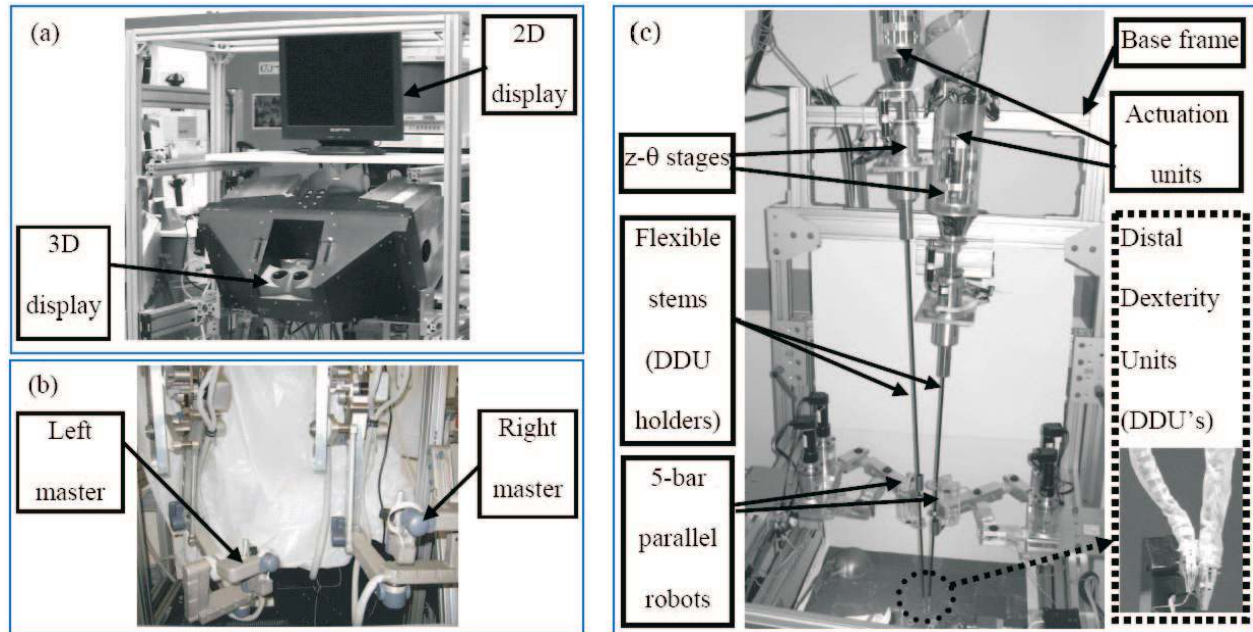 (a)
2D
display
3D
display
(b)
Left
master
Right
master
(c)
Base frame
Actuation
units
z-θ stages
Flexible
stems
(DDU
holders)
5-bar
parallel
robots
Distal
Dexterity
Units
(DDU's)